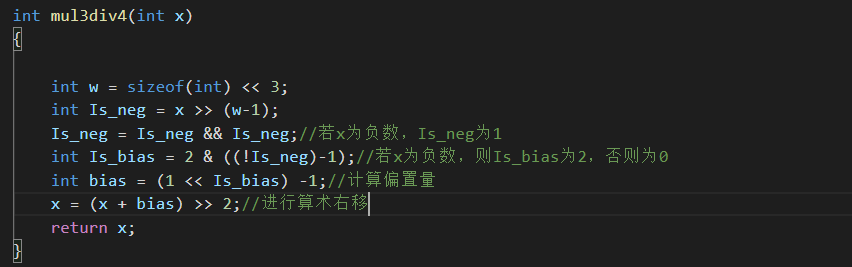 int mul3div4(int x)
{
int w = sizeof(int) << 3;
int Is_neg = x >> (w-1);
Is_neg = Is_neg && Is_neg;//若x为负数，Is_neg为1
int Is_bias = 2 & ((!Is_neg)-1);//若x为负数，则Is_bias为2，否则为0
int bias = (1 << Is_bias) -1;//计算偏置量
x = (x + bias) >> 2;//进行算术右移
return x;
}